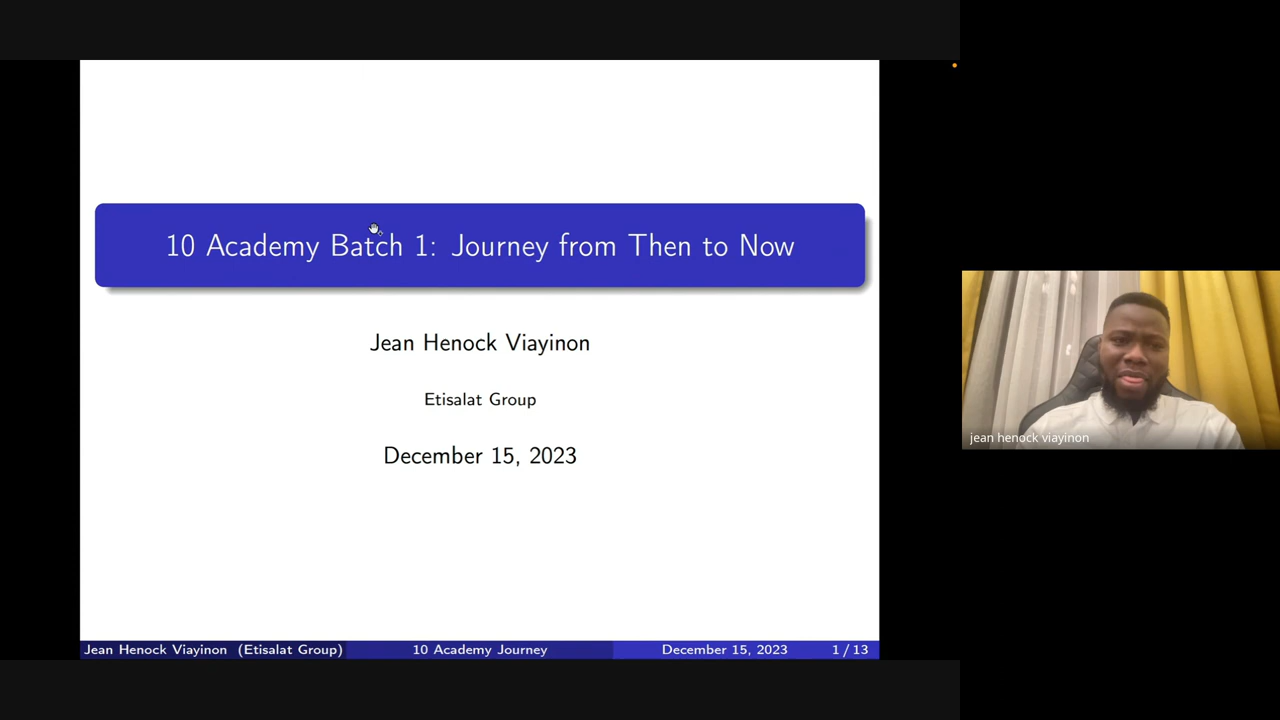 10 Academy Batch 1: Journey from Then to Now
Jean Henock Viayinon
Etisalat Group
December 15, 2023
Jean Henock Viayinon (Etisalat Group) 10 Academy Journey December 15, 2023 1 / 13
jean henock viayinon